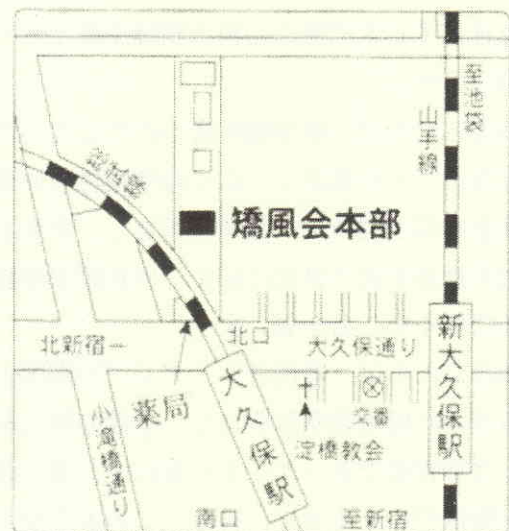 至池袋
山手線
総武線
矯風会本部
北新宿一
北口
大久保通り
新大久保駅
薬局
大久保駅
交番
淀橋教会
小滝橋通り
南口
至新宿